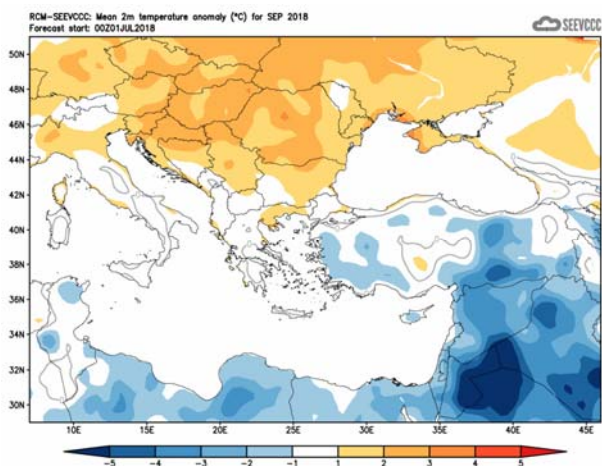 RCM-SEEVCCC: Mean 2m temperature anomaly (°C) for SEP 2018
Forecast start: 00Z01JUL2018
SEEVCCC
50N
48N
46N
44N
42N
40N
38N
36N
34N
32N
30N
10E 15E 20E 25E 30E 35E 40E 45E
-5 -4 -3 -2 -1 1 2 3 4 5